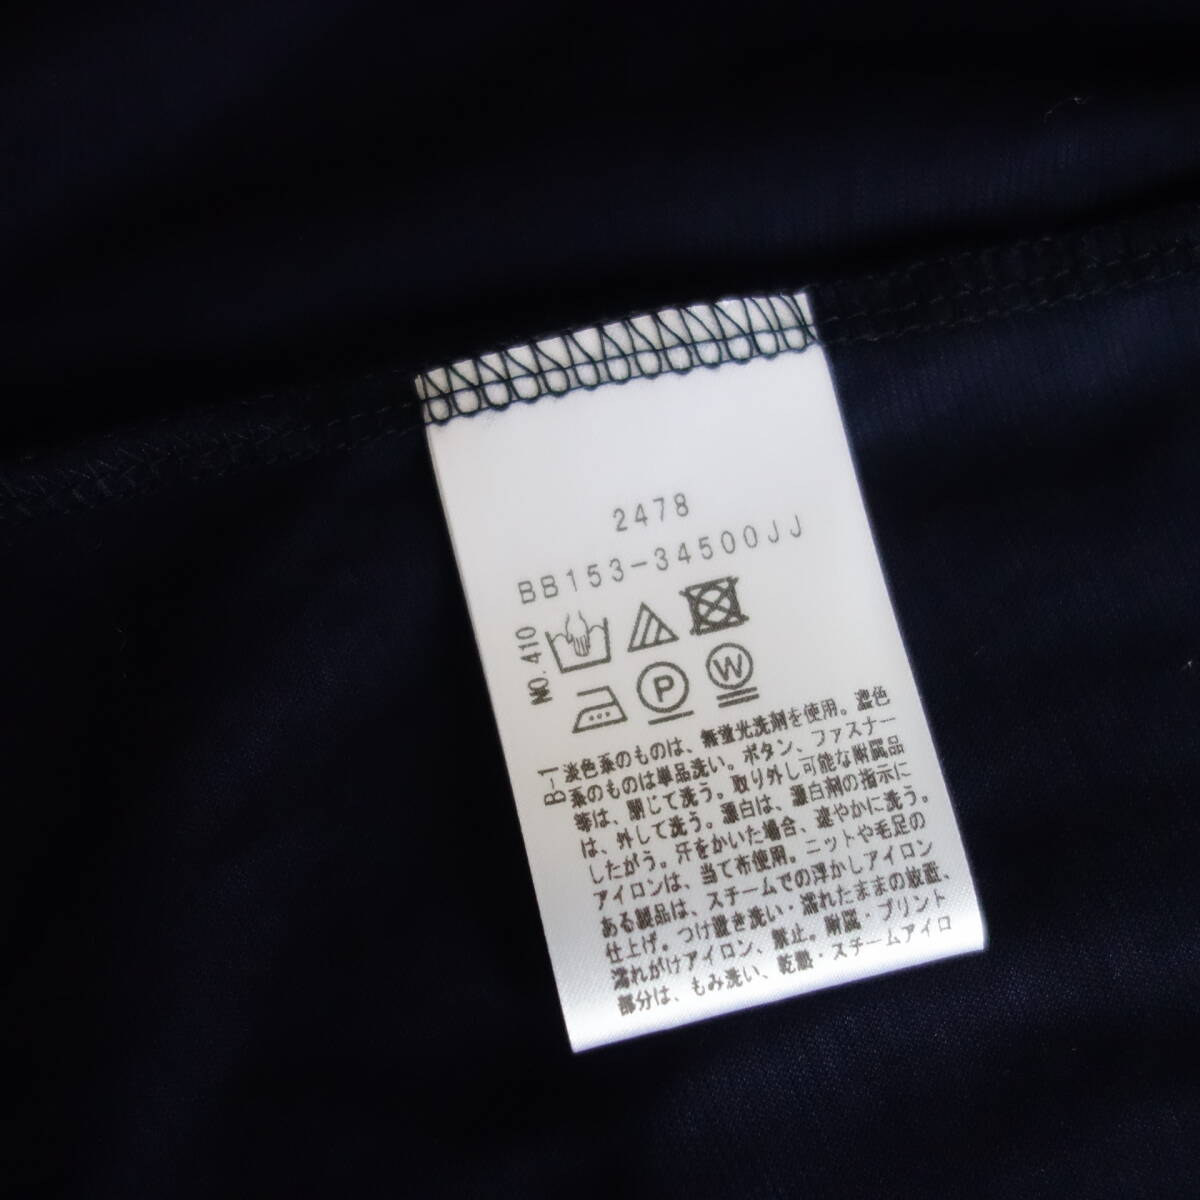 2478
BB153-34500JJ
NO.410
P
W
B-1
淡色系のものは、無蛍光洗剤を使用。濃色
系のものは単品洗い。ボタン、ファスナー
等は、閉じて洗う。取り外し可能な附属品
は、外して洗う。漂白は、漂白剤の指示に
したがう。汗をかいた場合、速やかに洗う。
アイロンは、当て布使用。ニットや毛足の
ある製品は、スチームでの浮かしアイロン
仕上げ。つけ置き洗い・濡れたままの放置、
濡れがけアイロン、禁止。附属・プリント
部分は、もみ洗い、乾熱・スチームアイロ